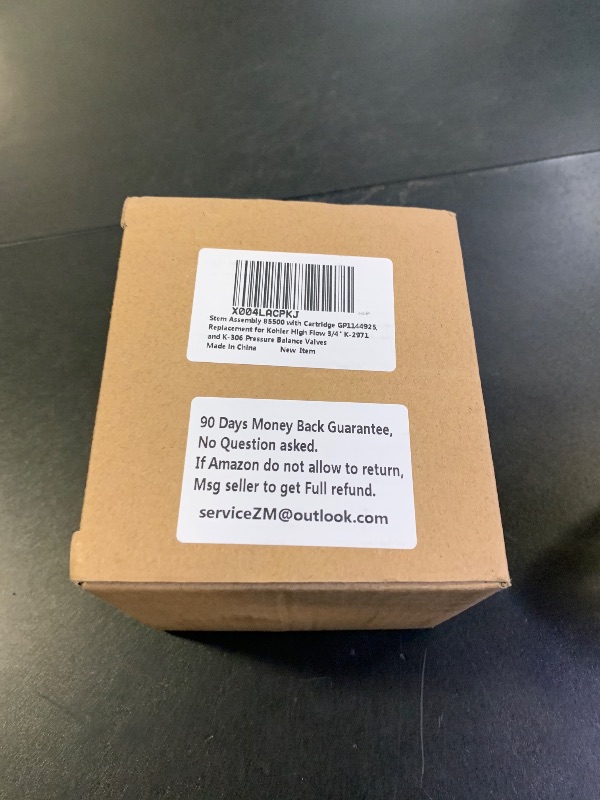 X004LACPKJ
Stem Assembly 85500 with Cartridge GP1144925,
Replacement for Kohler High Flow 3/4" K-2971
and K-306 Pressure Balance Valves
Made in China New Item
90 Days Money Back Guarantee,
No Question asked.
If Amazon do not allow to return,
Msg seller to get Full refund.
serviceZM@outlook.com